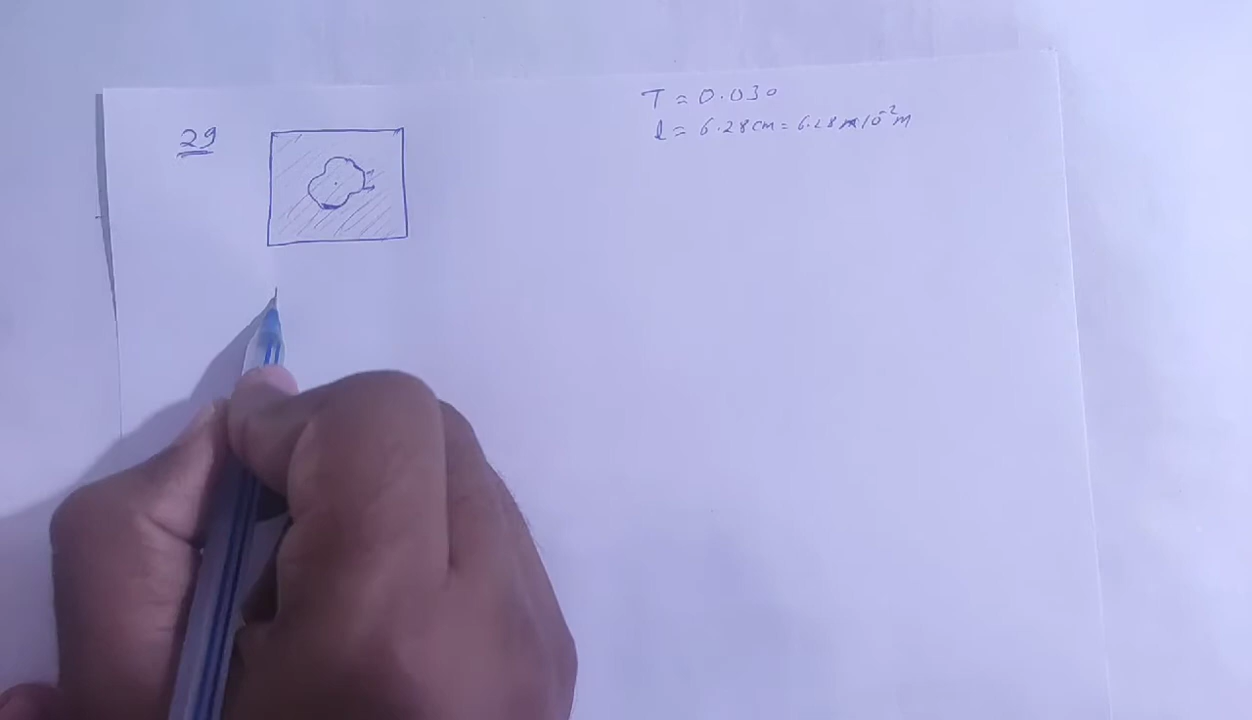 29
T = 0.030
l = 6.28cm = 6.28×10⁻²m